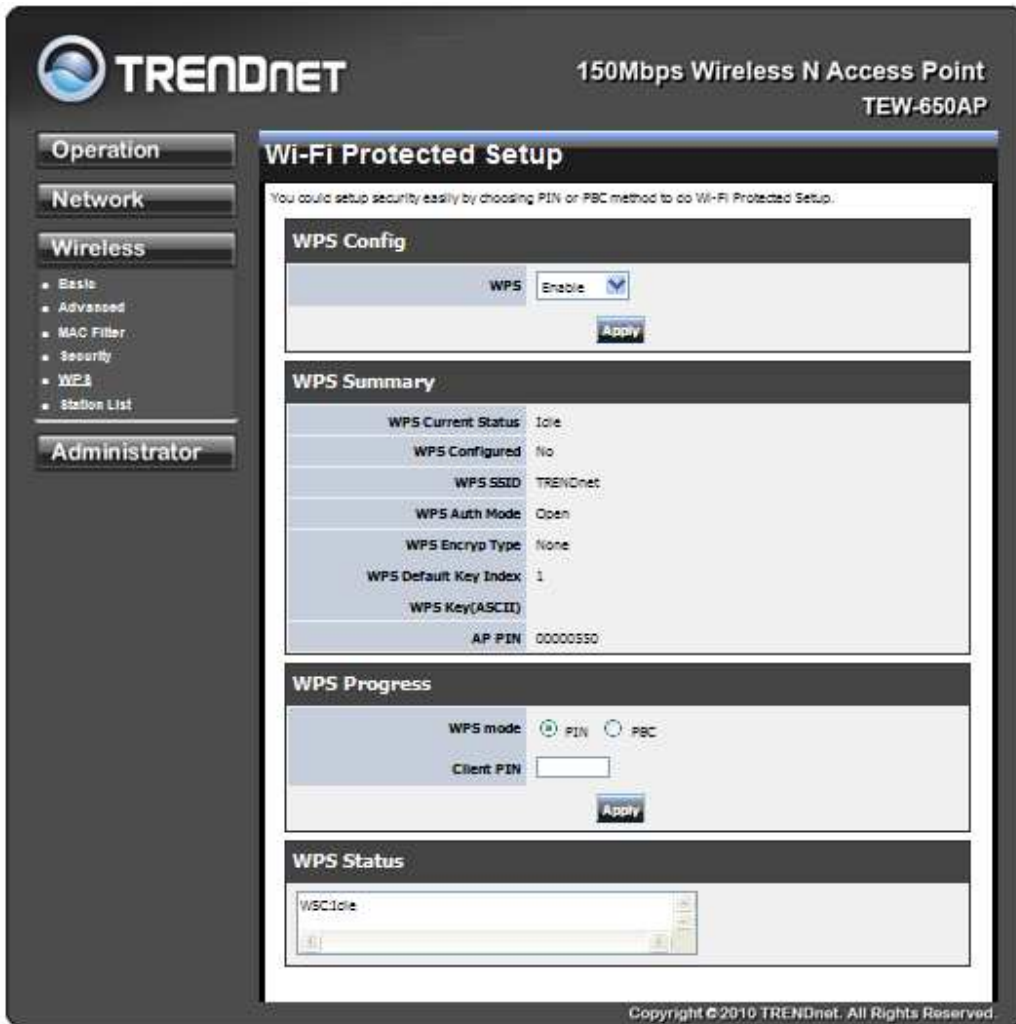 TRENDNET
150Mbps Wireless N Access Point
TEW-650AP
Operation
Network
Wireless
Basic
Advanced
MAC Filter
Security
WPS
Station List
Administrator
Wi-Fi Protected Setup
You could setup security easily by choosing PIN or PBC method to do Wi-Fi Protected Setup.
WPS Config
WPS Enable
Apply
WPS Summary
WPS Current Status Idle
WPS Configured No
WPS SSID TRENDnet
WPS Auth Mode Open
WPS Encryp Type None
WPS Default Key Index 1
WPS Key(ASCII)
AP PIN 00000550
WPS Progress
WPS mode PIN PBC
Client PIN
Apply
WPS Status
WSC:Idle
Copyright © 2010 TRENDnet. All Rights Reserved.